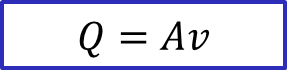 Q = Av